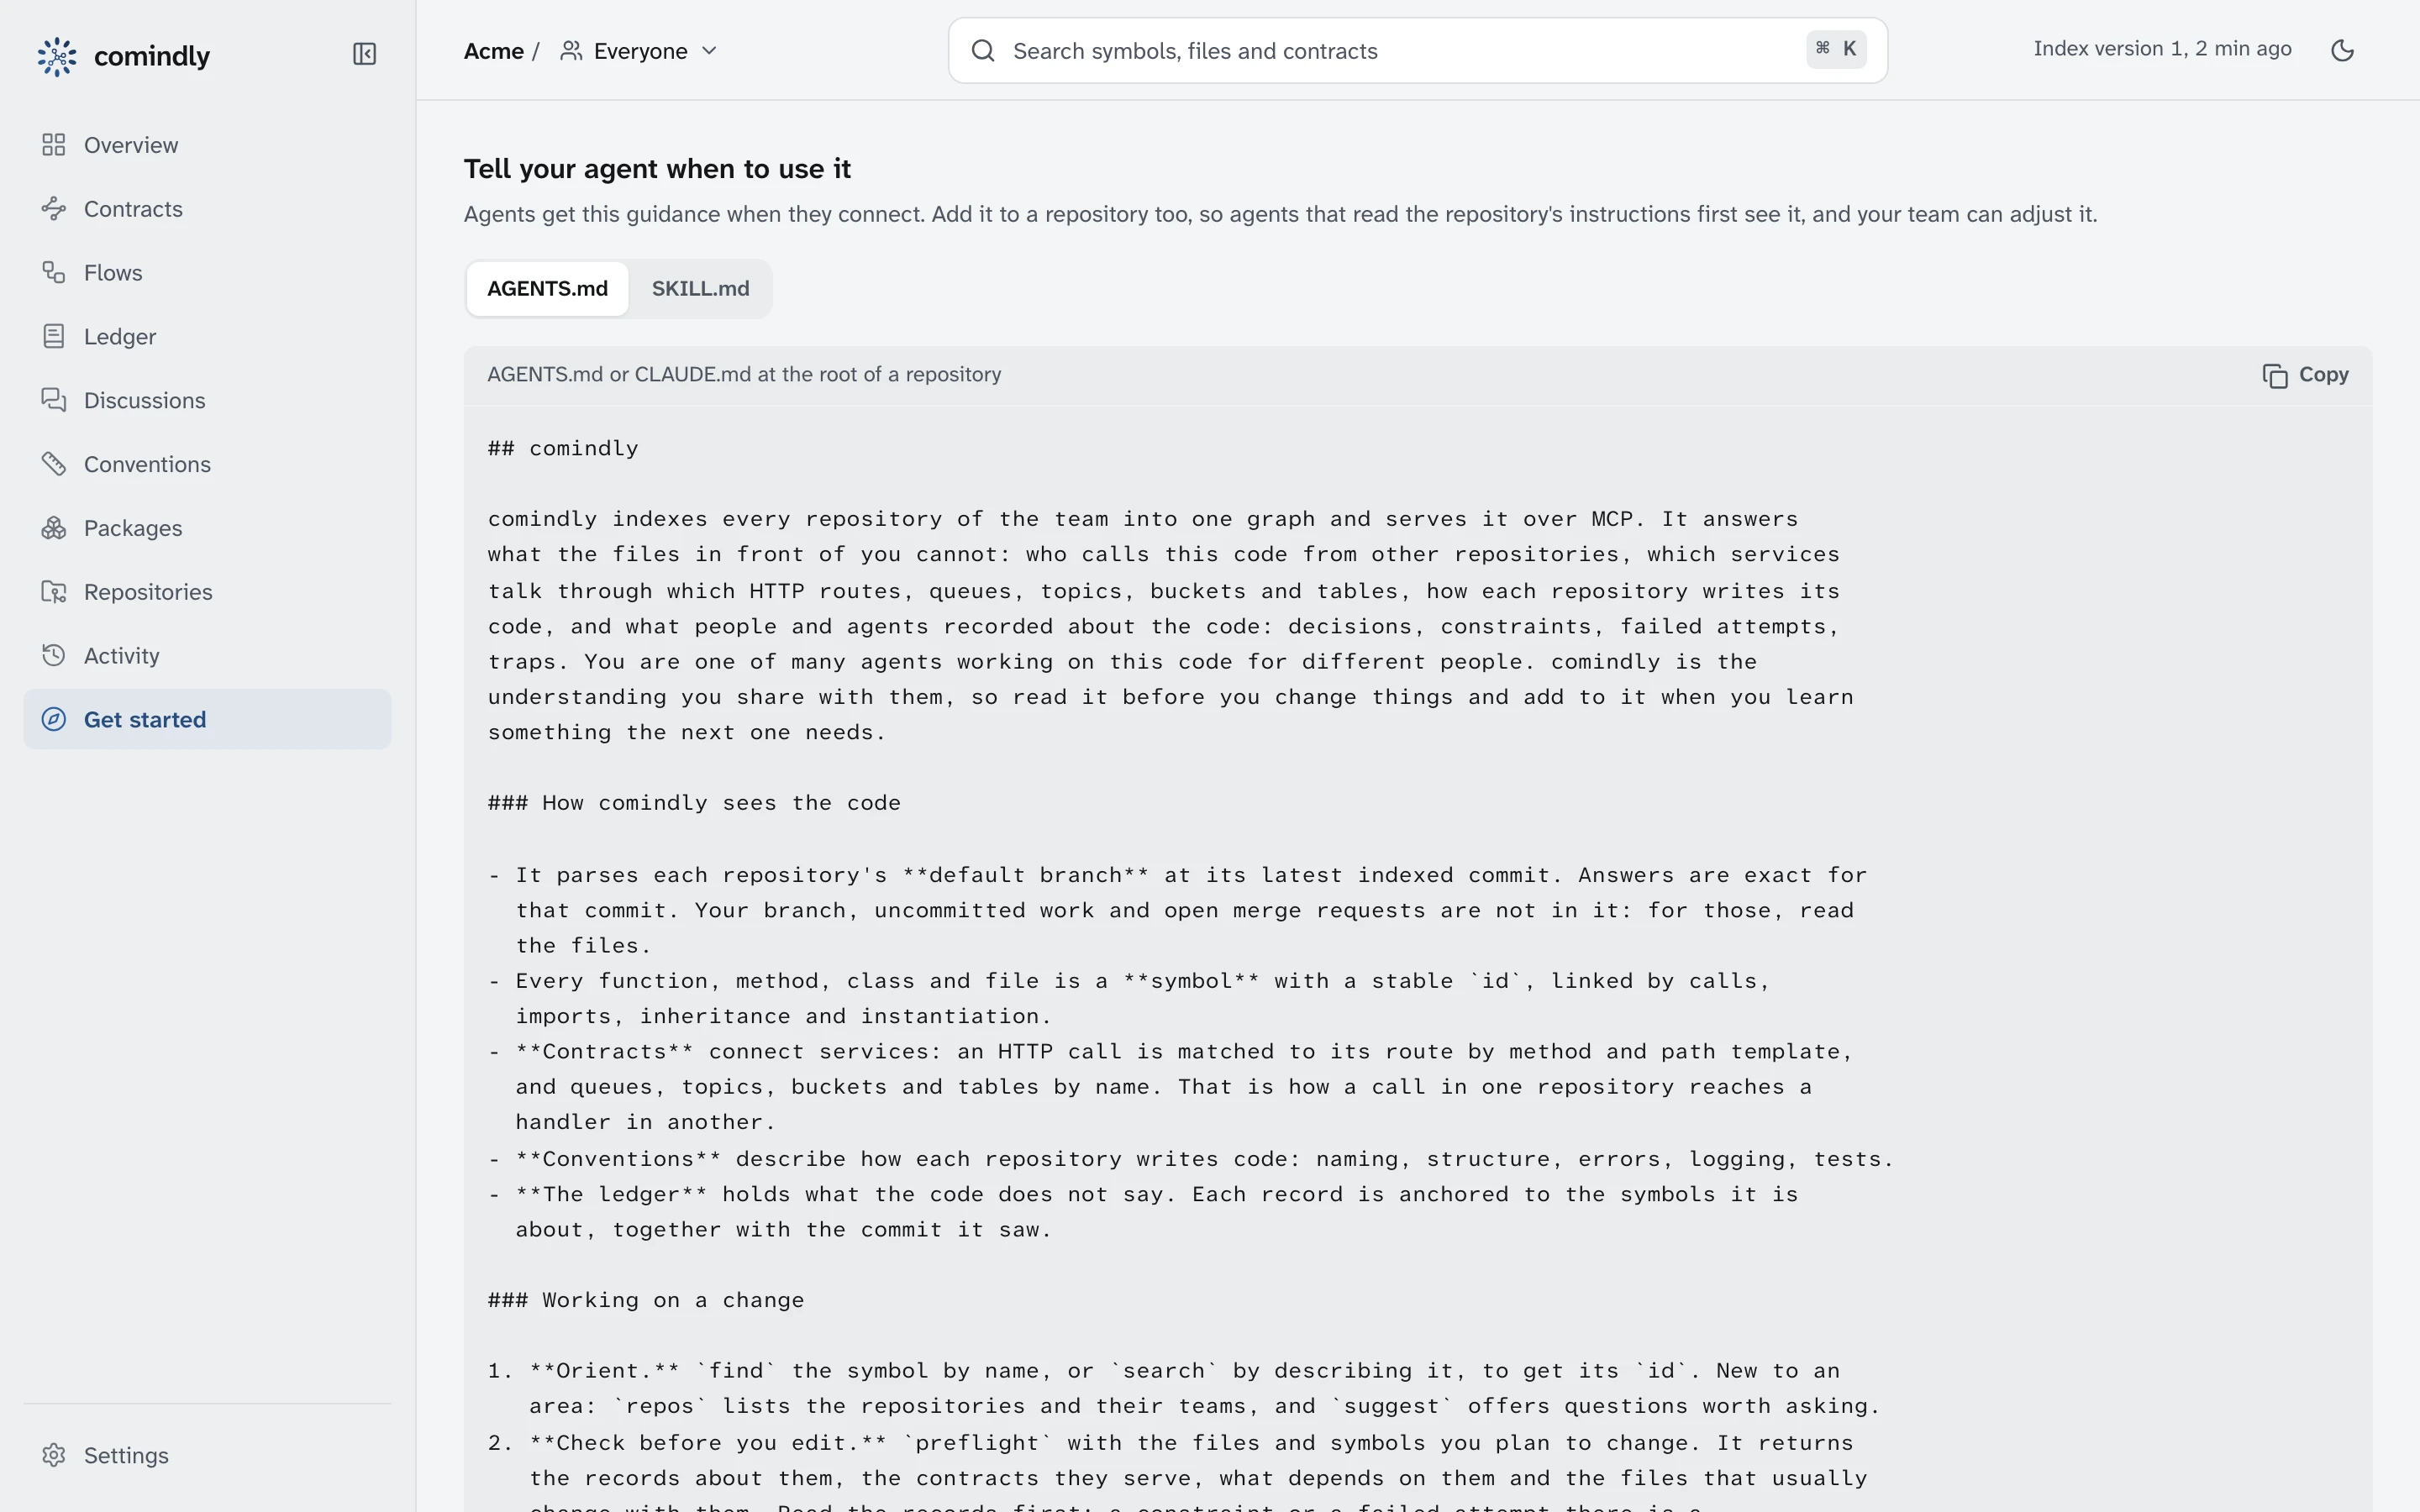 comindly
Overview
Contracts
Flows
Ledger
Discussions
Conventions
Packages
Repositories
Activity
Get started
Settings
Acme / Everyone
Search symbols, files and contracts
⌘ K
Index version 1, 2 min ago
Tell your agent when to use it
Agents get this guidance when they connect. Add it to a repository too, so agents that read the repository's instructions first see it, and your team can adjust it.
AGENTS.md SKILL.md
AGENTS.md or CLAUDE.md at the root of a repository
Copy
## comindly
comindly indexes every repository of the team into one graph and serves it over MCP. It answers
what the files in front of you cannot: who calls this code from other repositories, which services
talk through which HTTP routes, queues, topics, buckets and tables, how each repository writes its
code, and what people and agents recorded about the code: decisions, constraints, failed attempts,
traps. You are one of many agents working on this code for different people. comindly is the
understanding you share with them, so read it before you change things and add to it when you learn
something the next one needs.
### How comindly sees the code
- It parses each repository's **default branch** at its latest indexed commit. Answers are exact for
that commit. Your branch, uncommitted work and open merge requests are not in it: for those, read
the files.
- Every function, method, class and file is a **symbol** with a stable `id`, linked by calls,
imports, inheritance and instantiation.
- **Contracts** connect services: an HTTP call is matched to its route by method and path template,
and queues, topics, buckets and tables by name. That is how a call in one repository reaches a
handler in another.
- **Conventions** describe how each repository writes code: naming, structure, errors, logging, tests.
- **The ledger** holds what the code does not say. Each record is anchored to the symbols it is
about, together with the commit it saw.
### Working on a change
1. **Orient.** `find` the symbol by name, or `search` by describing it, to get its `id`. New to an
area: `repos` lists the repositories and their teams, and `suggest` offers questions worth asking.
2. **Check before you edit.** `preflight` with the files and symbols you plan to change. It returns
the records about them, the contracts they serve, what depends on them and the files that usually
change with them. Read the records first: a constraint or a failed attempt there is a